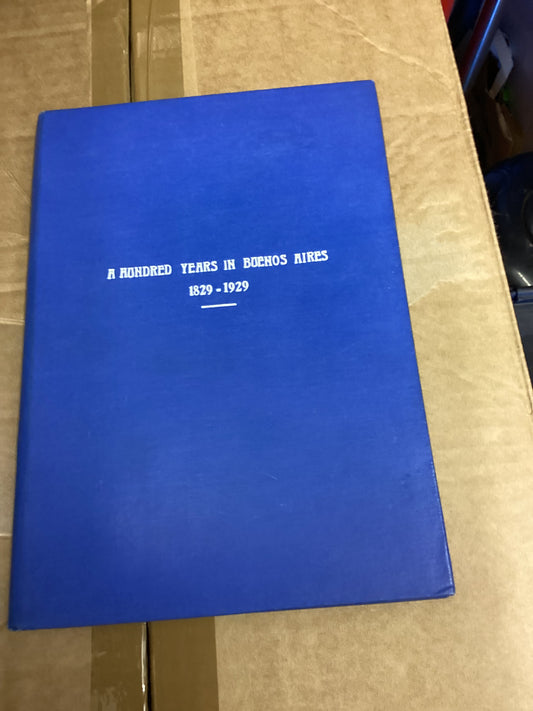 A HUNDRED YEARS IN BUENOS AIRES
1829-1929